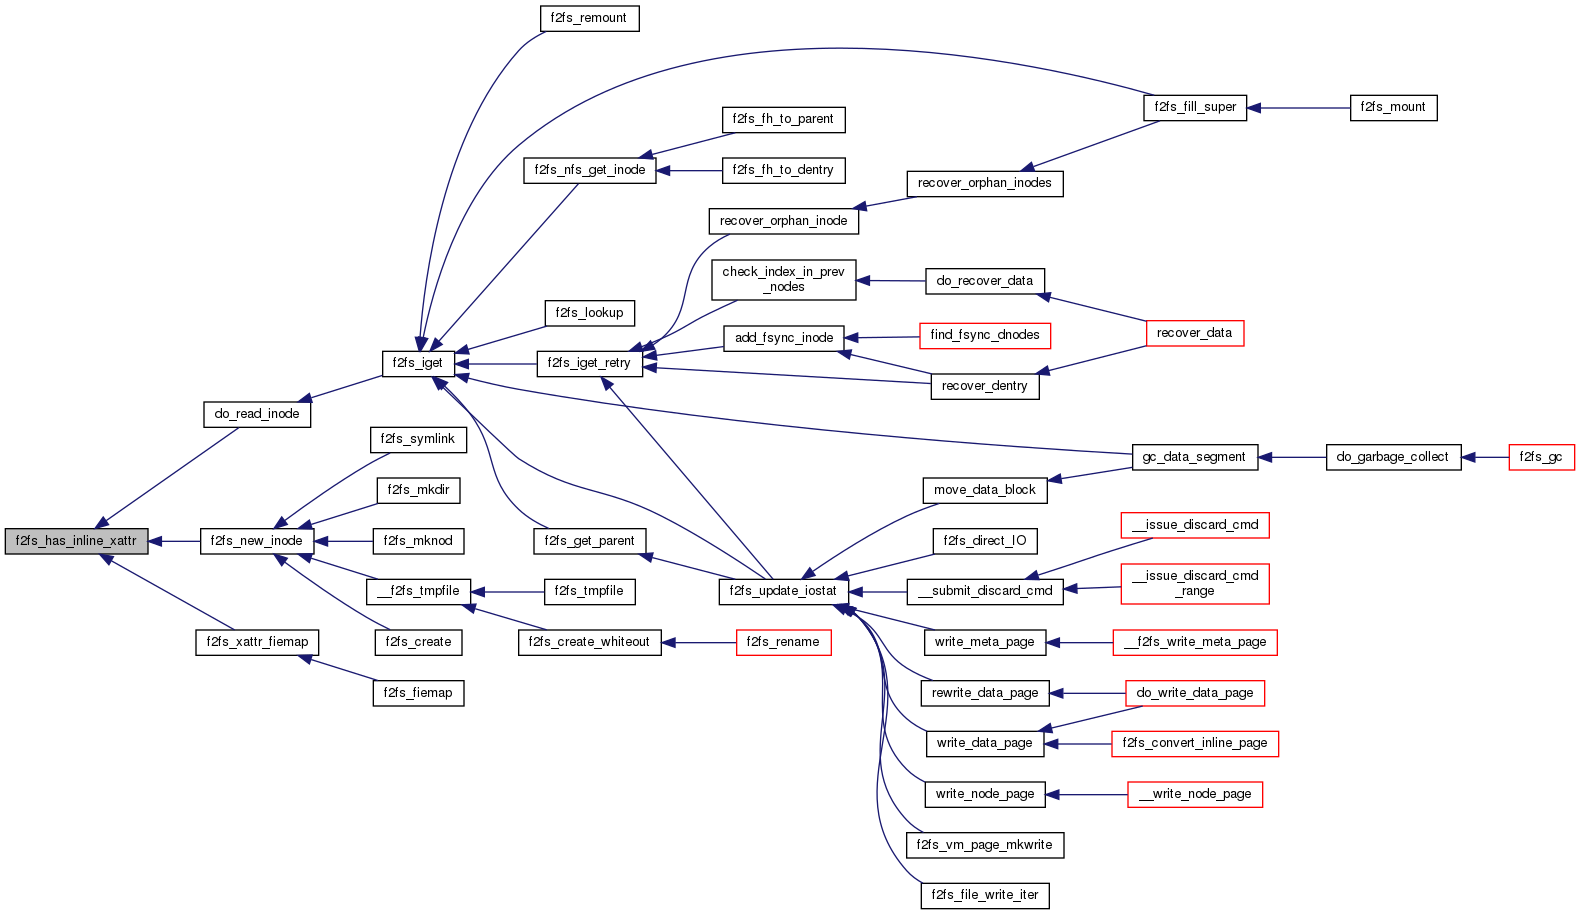 f2fs_remount
f2fs_fill_super
f2fs_mount
f2fs_fh_to_parent
f2fs_nfs_get_inode
f2fs_fh_to_dentry
recover_orphan_inodes
recover_orphan_inode
check_index_in_prev
_nodes
do_recover_data
f2fs_lookup
add_fsync_inode
find_fsync_dnodes
recover_data
f2fs_iget
f2fs_iget_retry
recover_dentry
do_read_inode
f2fs_symlink
gc_data_segment
do_garbage_collect
f2fs_gc
f2fs_mkdir
move_data_block
f2fs_has_inline_xattr
f2fs_new_inode
f2fs_mknod
f2fs_get_parent
f2fs_direct_IO
__issue_discard_cmd
__f2fs_tmpfile
f2fs_tmpfile
f2fs_update_iostat
__submit_discard_cmd
__issue_discard_cmd
_range
f2fs_xattr_fiemap
f2fs_create
f2fs_create_whiteout
f2fs_rename
write_meta_page
__f2fs_write_meta_page
f2fs_fiemap
rewrite_data_page
do_write_data_page
write_data_page
f2fs_convert_inline_page
write_node_page
__write_node_page
f2fs_vm_page_mkwrite
f2fs_file_write_iter